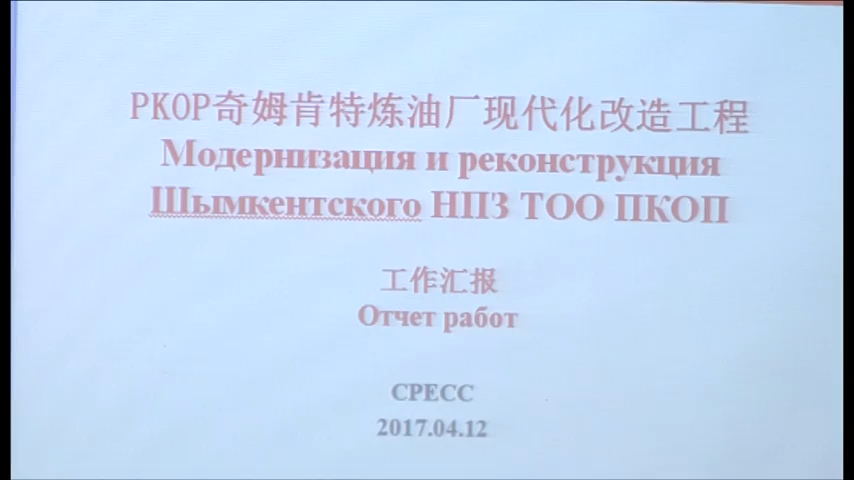 PKOP奇姆肯特炼油厂现代化改造工程
Модернизация и реконструкция
Шымкентского НПЗ ТОО ПКОП
工作汇报
Отчет работ
CPECC
2017.04.12